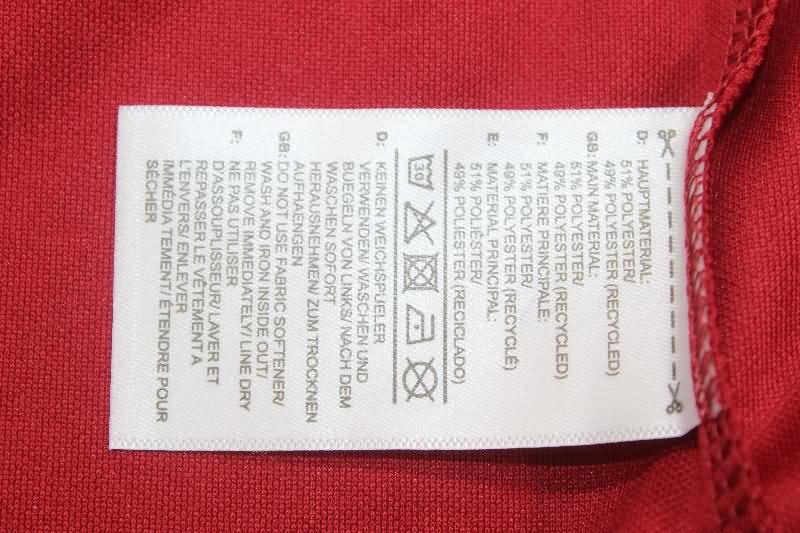 D: HAUPTMATERIAL:
51% POLYESTER/
49% POLYESTER (RECYCLED)
GB: MAIN MATERIAL:
51% POLYESTER/
49% POLYESTER (RECYCLED)
F: MATIERE PRINCIPALE:
51% POLYESTER/
49% POLYESTER (RECYCLÉ)
E: MATERIAL PRINCIPAL:
51% POLIÉSTER/
49% POLIÉSTER (RECICLADO)
30
D: KEINEN WEICHSPUELER
VERWENDEN/ WASCHEN UND
BUEGELN VON LINKS/ NACH DEM
WASCHEN SOFORT
HERAUSNEHMEN/ ZUM TROCKNEN
AUFHAENGEN
GB: DO NOT USE FABRIC SOFTENER/
WASH AND IRON INSIDE OUT/
REMOVE IMMEDIATELY/ LINE DRY
F: NE PAS UTILISER
D'ASSOUPLISSEUR/ LAVER ET
REPASSER LE VÊTEMENT A
L'ENVERS/ ENLEVER
IMMÉDIATEMENT/ ÉTENDRE POUR
SÉCHER